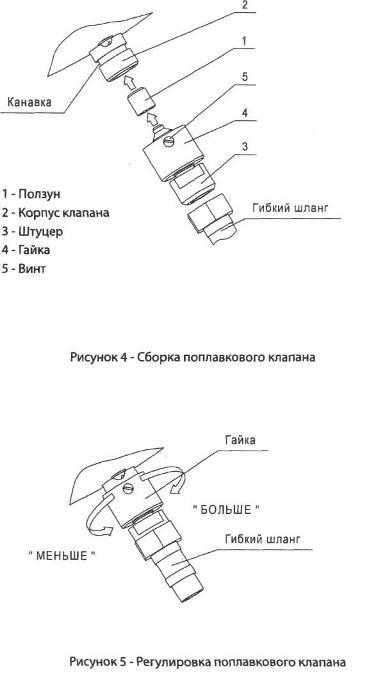 2
1
5
4
3
Канавка
Гибкий шланг
1 - Ползун
2 - Корпус клапана
3 - Штуцер
4 - Гайка
5 - Винт
Рисунок 4 - Сборка поплавкового клапана
Гайка
" БОЛЬШЕ "
" МЕНЬШЕ "
Гибкий шланг
Рисунок 5 - Регулировка поплавкового клапана